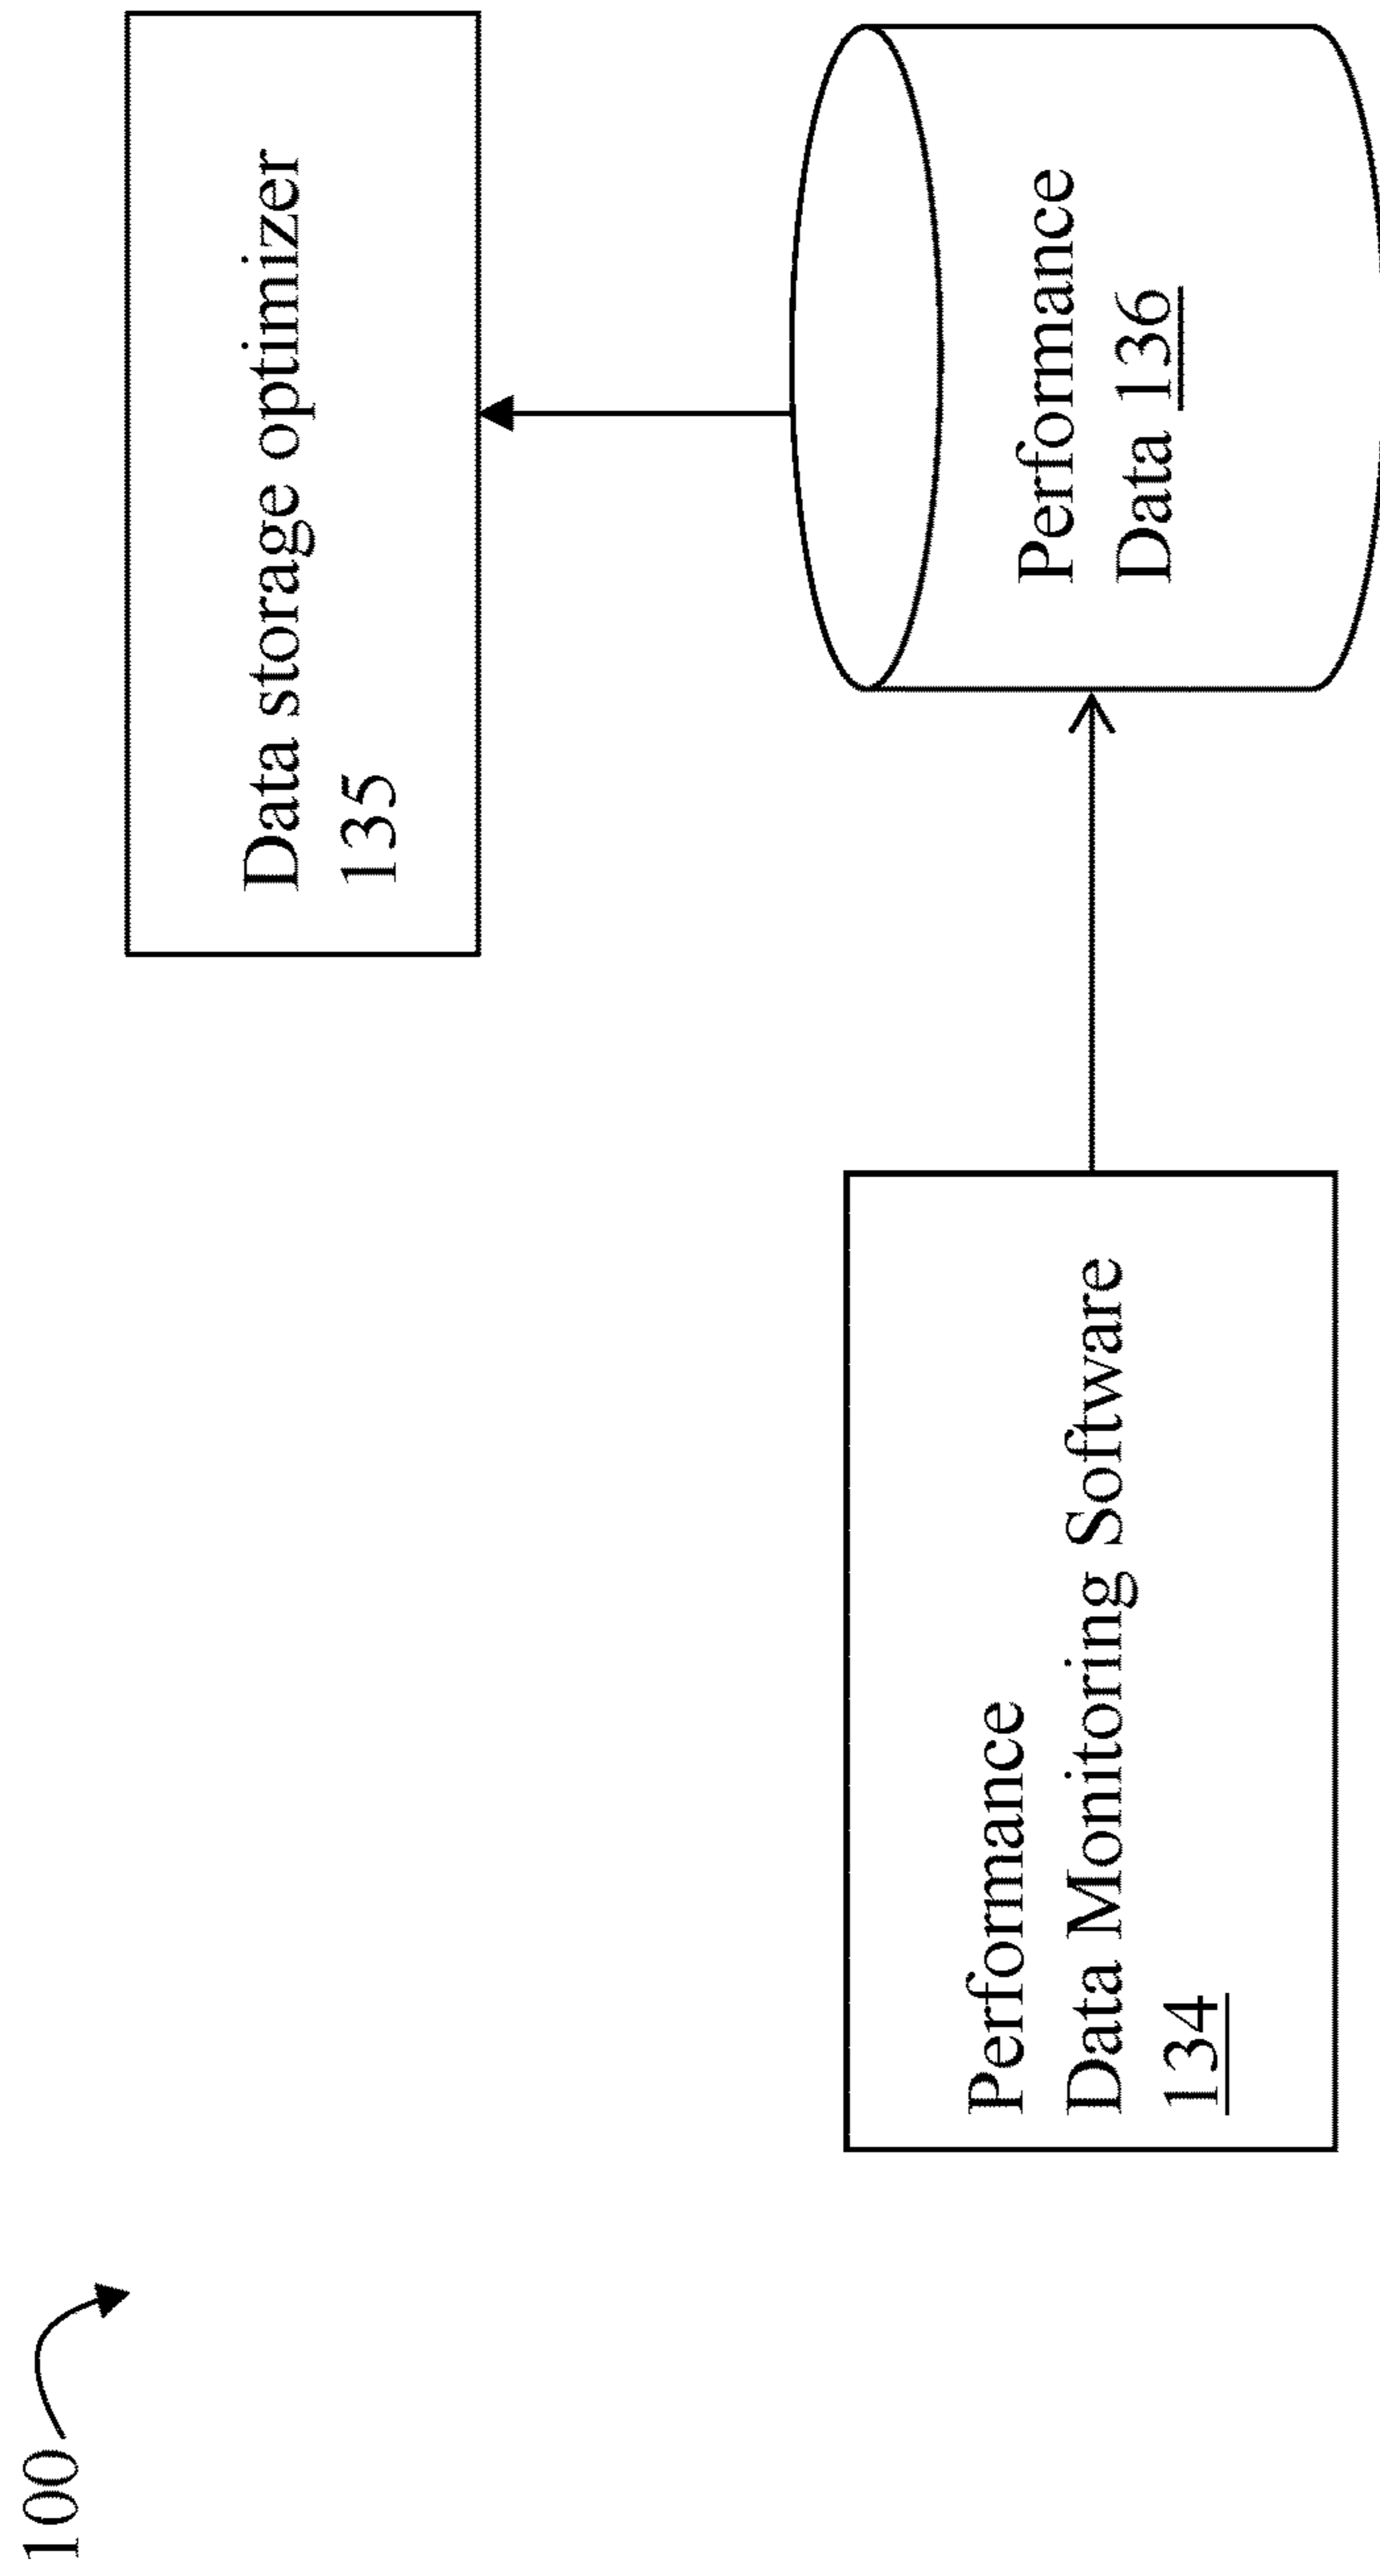 100
Data storage optimizer
135
Performance
Data Monitoring Software
134
Performance
Data 136